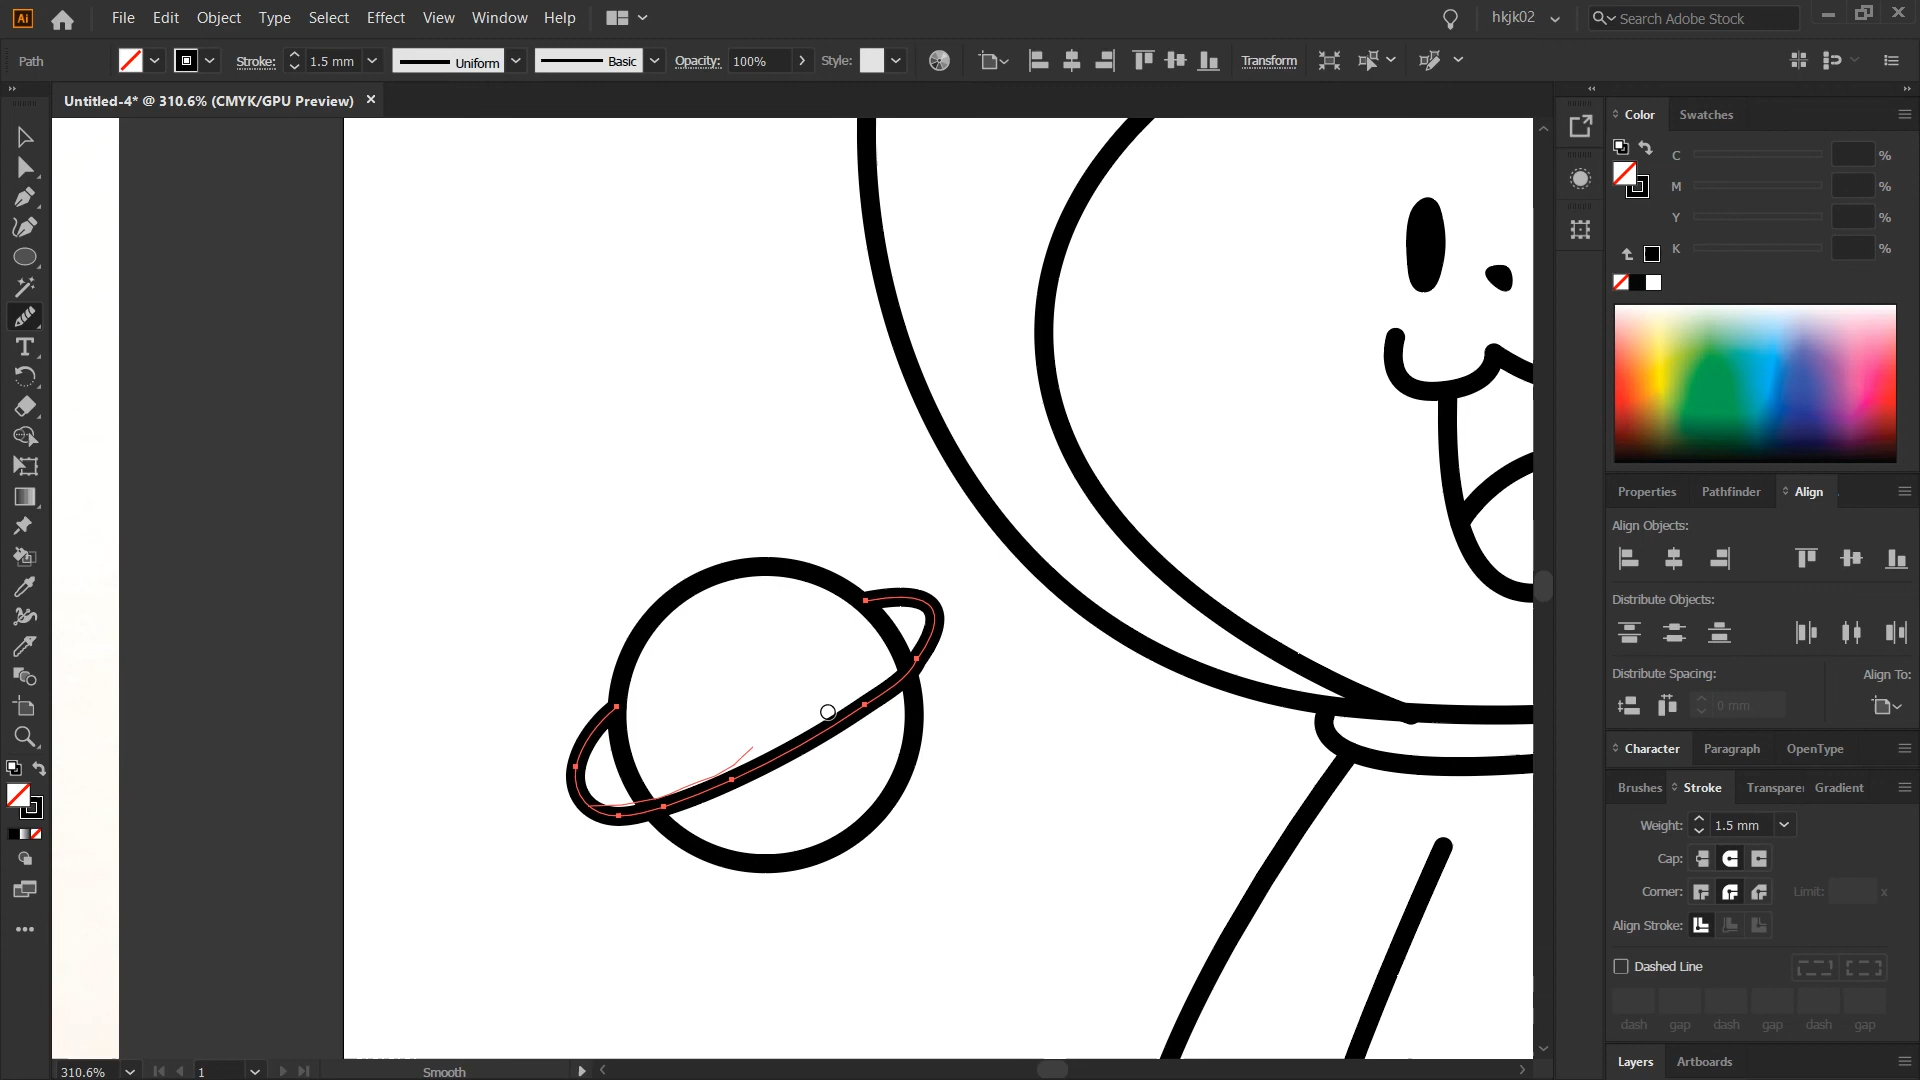 Ai File Edit Object Type Select Effect View Window Help hkjk02 Search Adobe Stock
Path Stroke: 1.5 mm Uniform Basic Opacity: 100% Style: Transform
Untitled-4* @ 310.6% (CMYK/GPU Preview)
Color Swatches
C %
M %
Y %
K %
Properties Pathfinder Align
Align Objects:
Distribute Objects:
Distribute Spacing: Align To:
0 mm
Character Paragraph OpenType
Brushes Stroke Transparen Gradient
Weight: 1.5 mm
Cap:
Corner: Limit: x
Align Stroke:
Dashed Line
dash gap dash gap dash gap
Layers Artboards
310.6% 1 Smooth